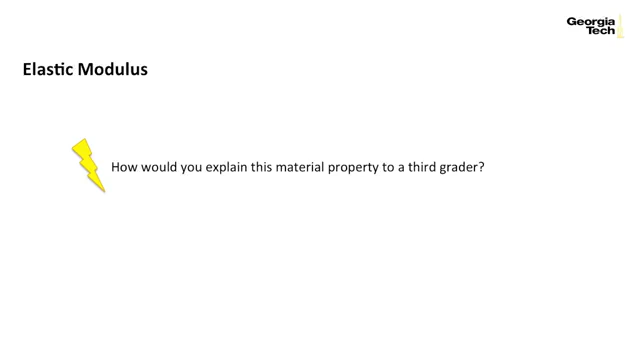 Georgia
Tech
Elastic Modulus
How would you explain this material property to a third grader?